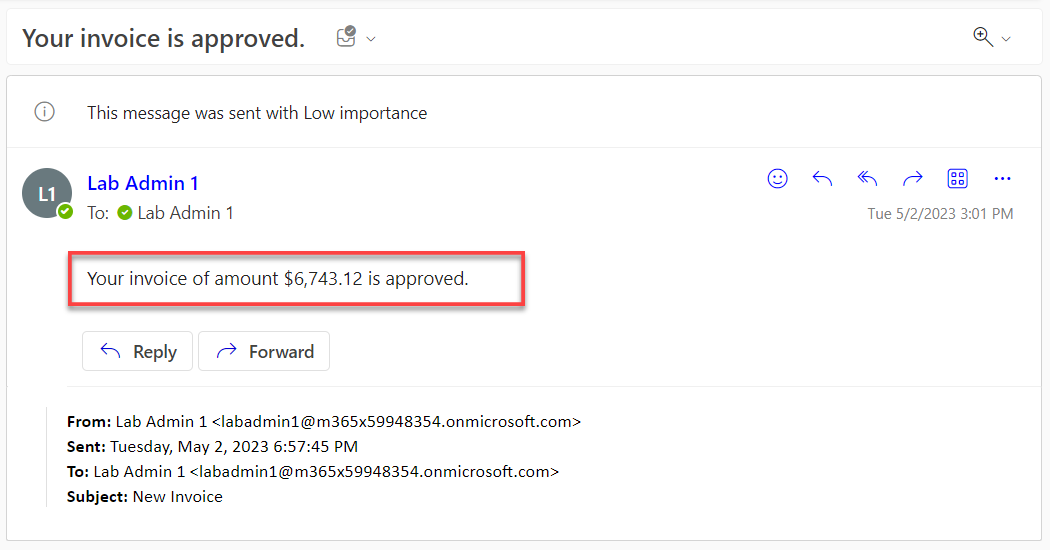 Your invoice is approved.
This message was sent with Low importance
L1
Lab Admin 1
To: Lab Admin 1
Tue 5/2/2023 3:01 PM
Your invoice of amount $6,743.12 is approved.
Reply
Forward
From: Lab Admin 1 <labadmin1@m365x59948354.onmicrosoft.com>
Sent: Tuesday, May 2, 2023 6:57:45 PM
To: Lab Admin 1 <labadmin1@m365x59948354.onmicrosoft.com>
Subject: New Invoice